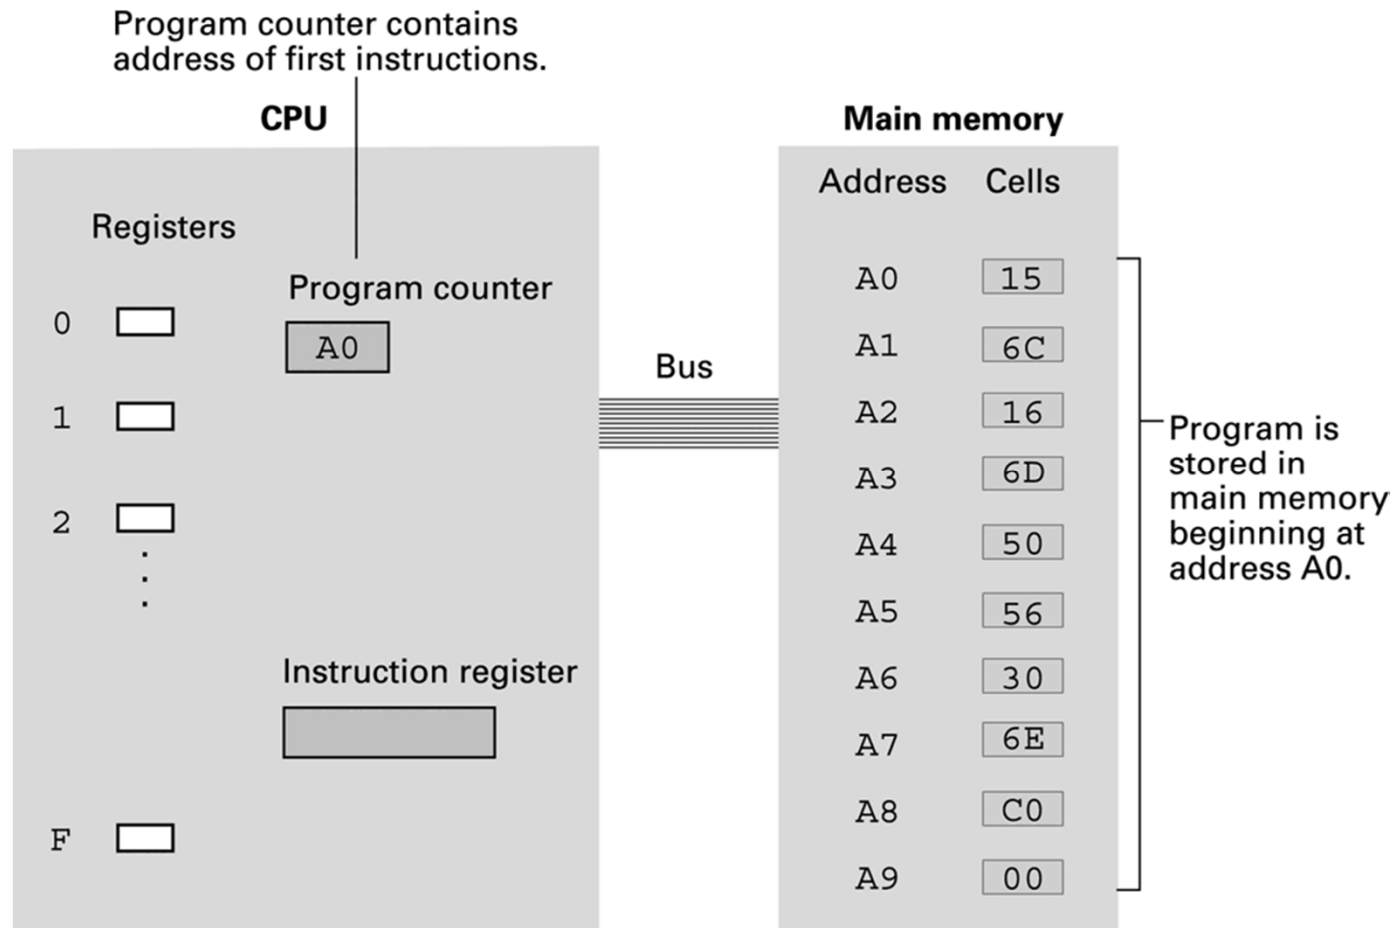 Program counter contains
address of first instructions.
CPU
Registers
0
1
2
F
Program counter
A0
Instruction register
Bus
Main memory
Address Cells
A0 15
A1 6C
A2 16
A3 6D
A4 50
A5 56
A6 30
A7 6E
A8 C0
A9 00
Program is
stored in
main memory
beginning at
address A0.